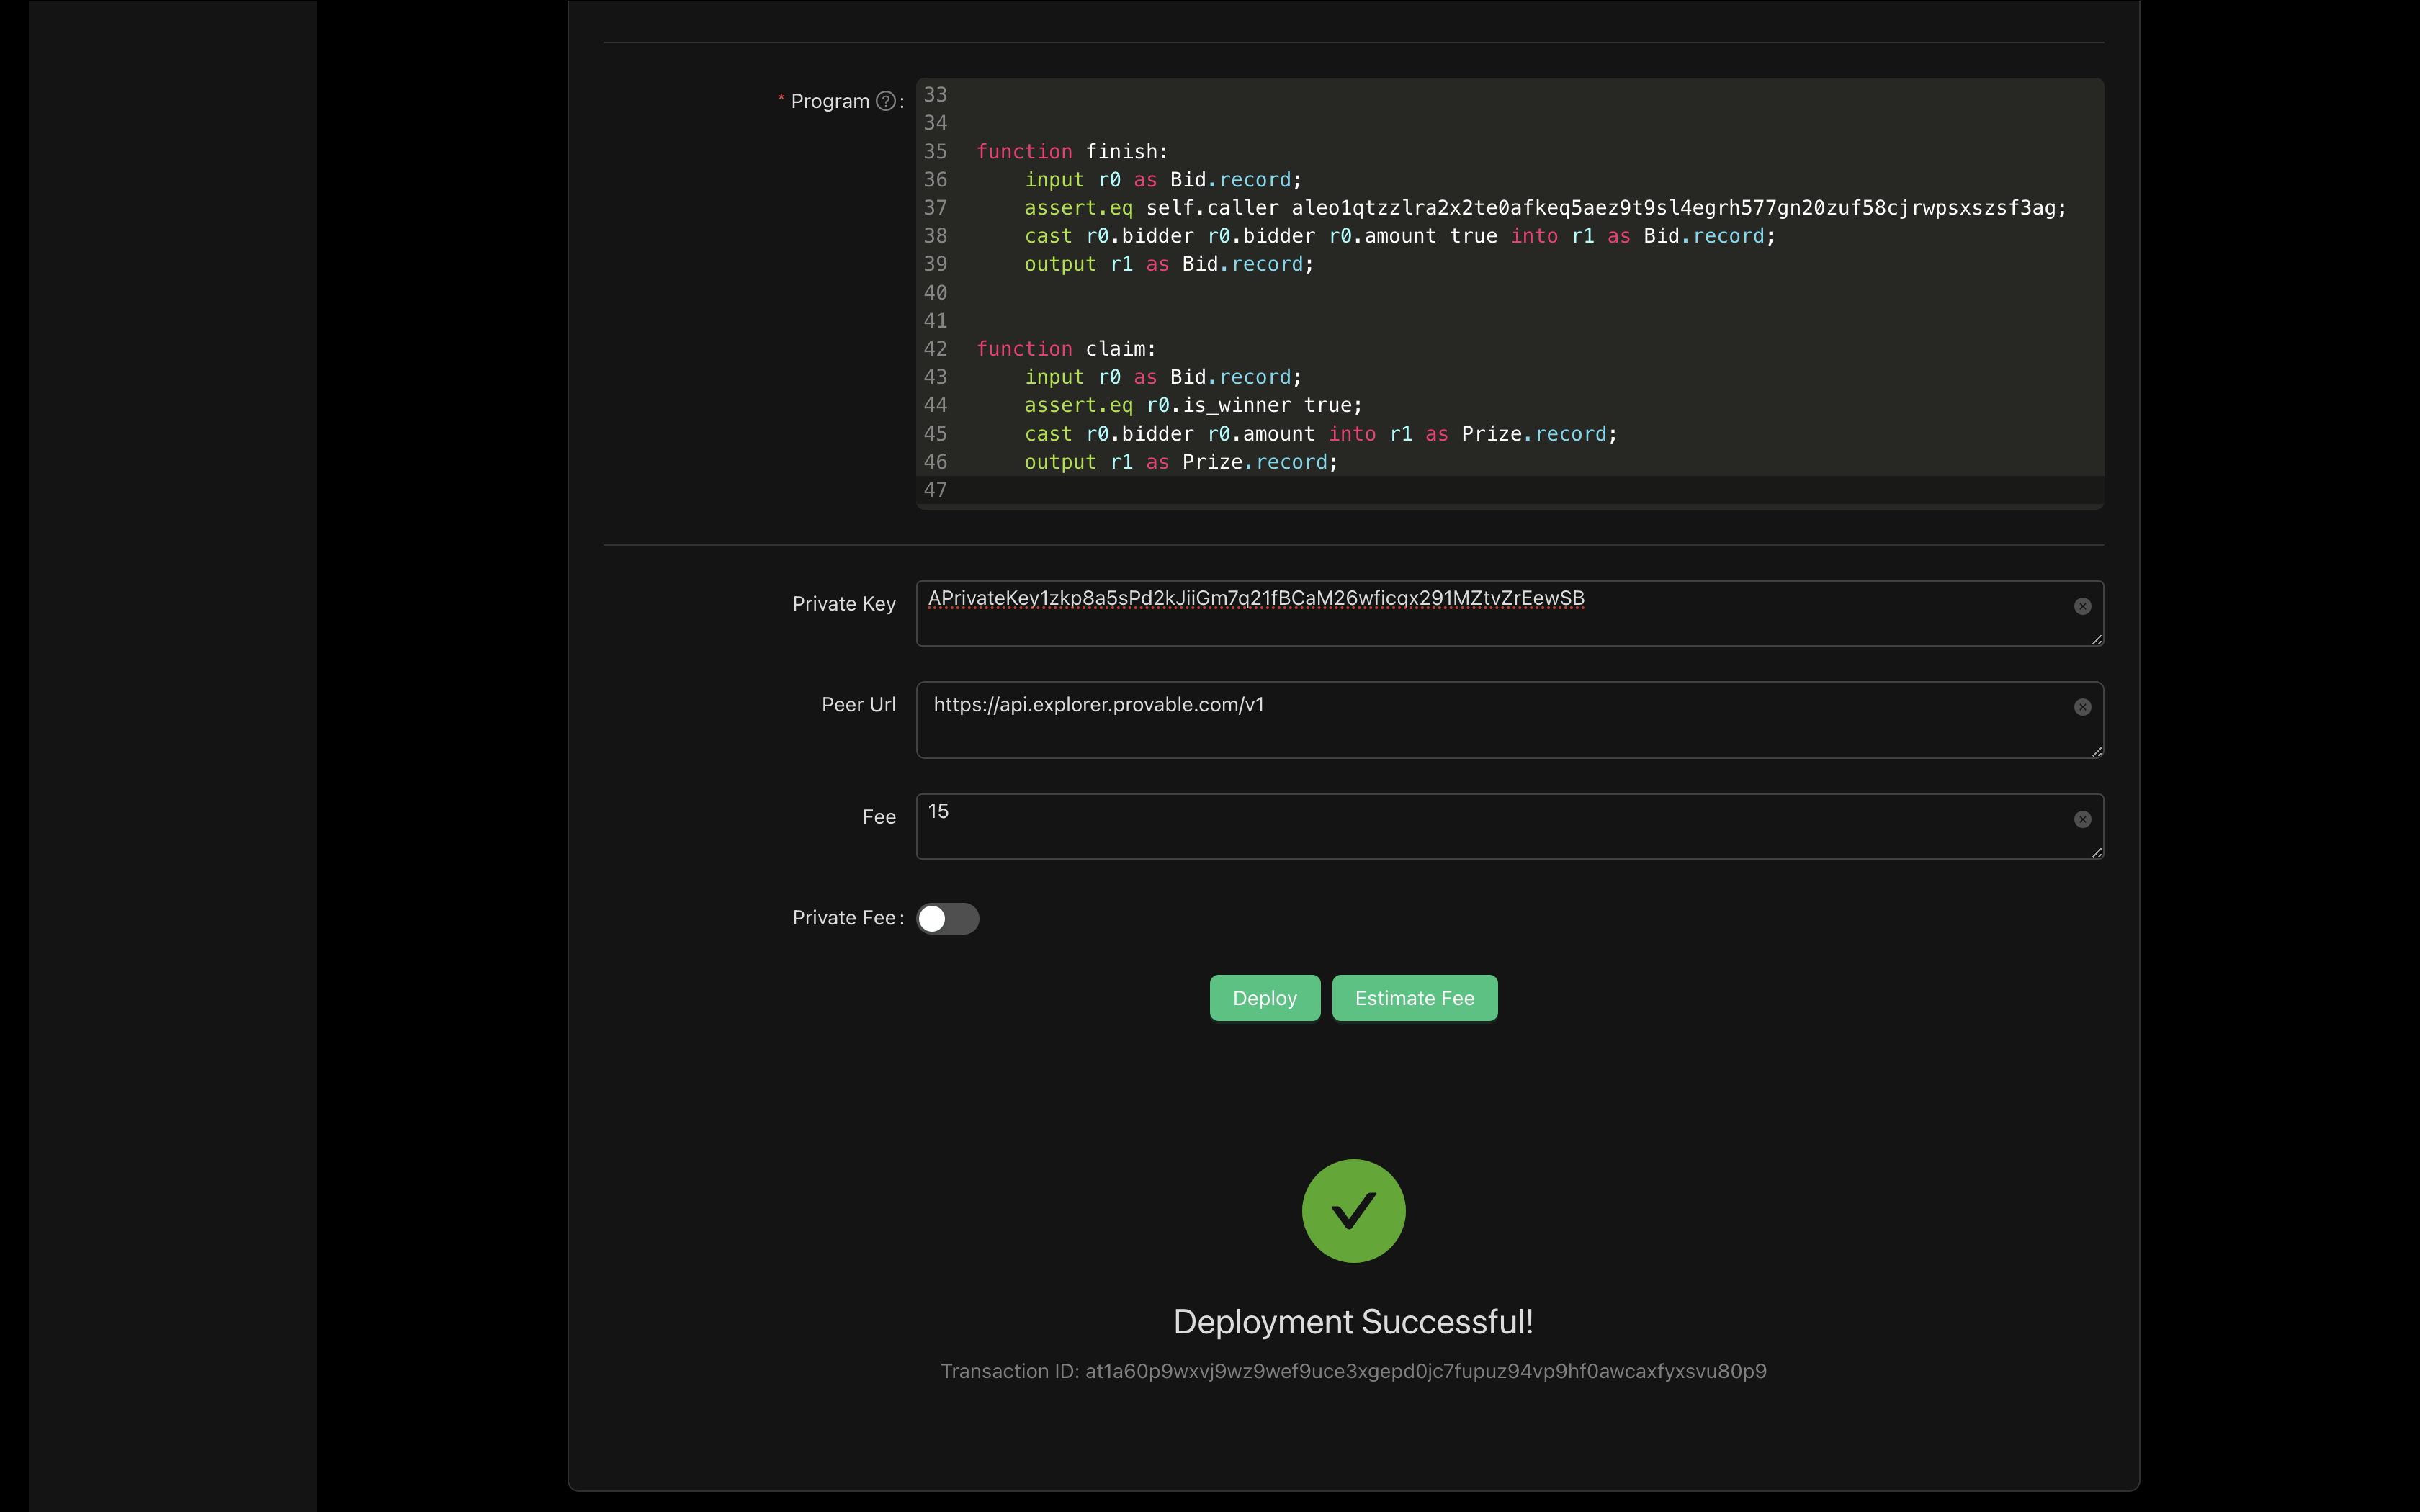 * Program ? :
33
34
35 function finish:
36 input r0 as Bid.record;
37 assert.eq self.caller aleo1qtzzlra2x2te0afkeq5aez9t9sl4egrh577gn20zuf58cjrwpsxszsf3ag;
38 cast r0.bidder r0.bidder r0.amount true into r1 as Bid.record;
39 output r1 as Bid.record;
40
41
42 function claim:
43 input r0 as Bid.record;
44 assert.eq r0.is_winner true;
45 cast r0.bidder r0.amount into r1 as Prize.record;
46 output r1 as Prize.record;
47
Private Key
APrivateKey1zkp8a5sPd2kJiiGm7q21fBCaM26wficqx291MZtvZrEewSB
Peer Url
https://api.explorer.provable.com/v1
Fee
15
Private Fee :
Deploy
Estimate Fee
Deployment Successful!
Transaction ID: at1a60p9wxvj9wz9wef9uce3xgepd0jc7fupuz94vp9hf0awcaxfyxsvu80p9